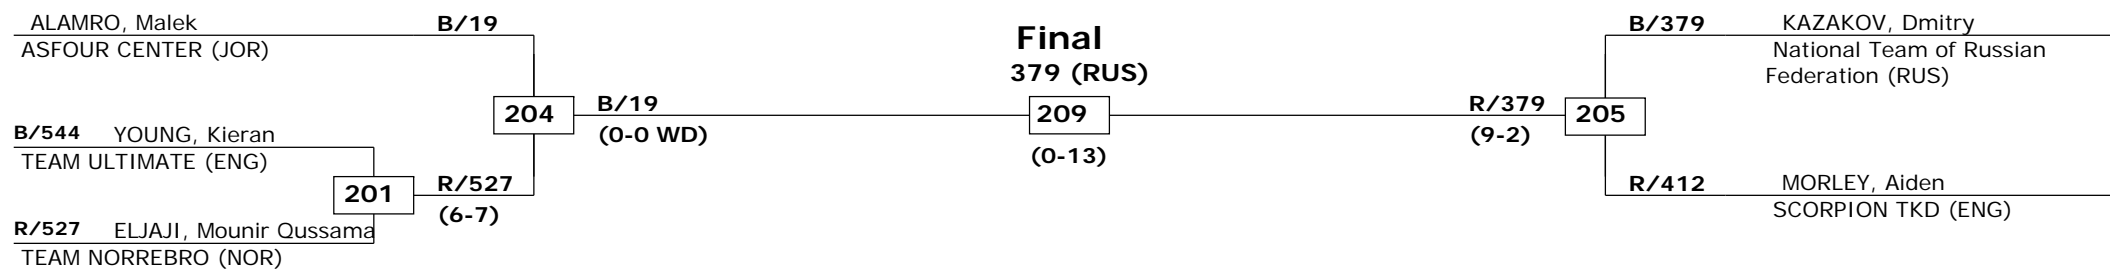 ALAMRO, Malek
B/19
ASFOUR CENTER (JOR)
B/544 YOUNG, Kieran
TEAM ULTIMATE (ENG)
201
R/527 ELJAJI, Mounir Qussama
TEAM NORREBRO (NOR)
R/527
(6-7)
204
B/19
(0-0 WD)
Final
379 (RUS)
209
(0-13)
R/379
(9-2)
205
B/379 KAZAKOV, Dmitry
National Team of Russian
Federation (RUS)
R/412 MORLEY, Aiden
SCORPION TKD (ENG)